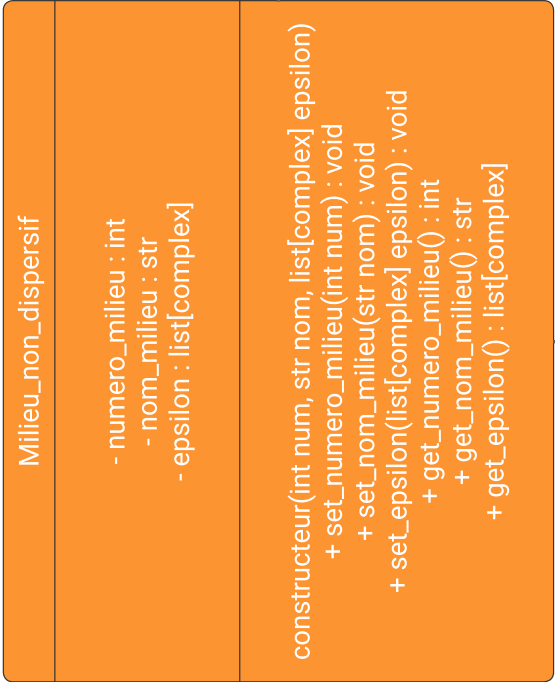 Milieu_non_dispersif
- numero_milieu : int
- nom_milieu : str
- epsilon : list[complex]
constructeur(int num, str nom, list[complex] epsilon)
+ set_numero_milieu(int num) : void
+ set_nom_milieu(str nom) : void
+ set_epsilon(list[complex] epsilon) : void
+ get_numero_milieu() : int
+ get_nom_milieu() : str
+ get_epsilon() : list[complex]